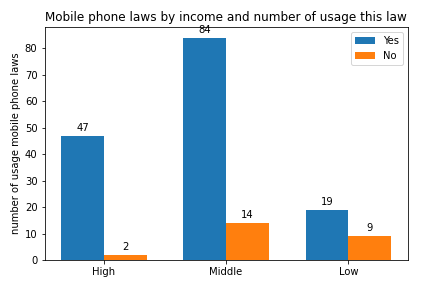 Mobile phone laws by income and number of usage this law
number of usage mobile phone laws
80
70
60
50
40
30
20
10
0
47
2
84
14
19
9
Yes
No
High
Middle
Low